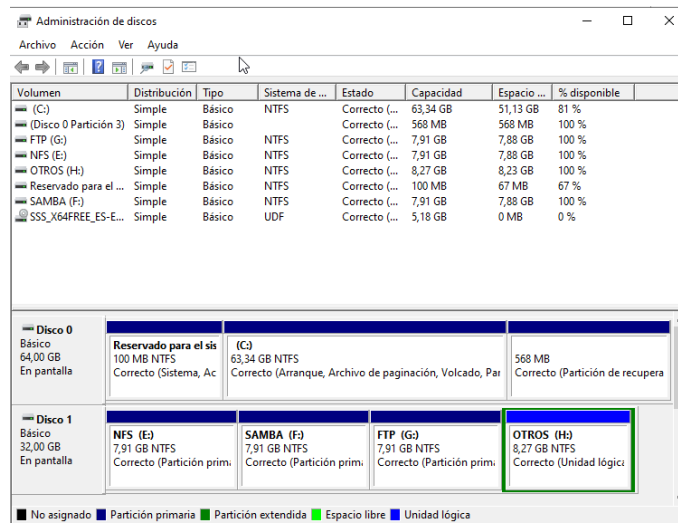 Administración de discos
Archivo Acción Ver Ayuda
Volumen Distribución Tipo Sistema de ... Estado Capacidad Espacio ... % disponible
(C:) Simple Básico NTFS Correcto (... 63,34 GB 51,13 GB 81 %
(Disco 0 Partición 3) Simple Básico Correcto (... 568 MB 568 MB 100 %
FTP (G:) Simple Básico NTFS Correcto (... 7,91 GB 7,88 GB 100 %
NFS (E:) Simple Básico NTFS Correcto (... 7,91 GB 7,88 GB 100 %
OTROS (H:) Simple Básico NTFS Correcto (... 8,27 GB 8,23 GB 100 %
Reservado para el ... Simple Básico NTFS Correcto (... 100 MB 67 MB 67 %
SAMBA (F:) Simple Básico NTFS Correcto (... 7,91 GB 7,88 GB 100 %
SSS_X64FREE_ES-E... Simple Básico UDF Correcto (... 5,18 GB 0 MB 0 %
Disco 0
Básico
64,00 GB
En pantalla
Reservado para el sis
100 MB NTFS
Correcto (Sistema, Ac
(C:)
63,34 GB NTFS
Correcto (Arranque, Archivo de paginación, Volcado, Par
568 MB
Correcto (Partición de recupera
Disco 1
Básico
32,00 GB
En pantalla
NFS (E:)
7,91 GB NTFS
Correcto (Partición prima
SAMBA (F:)
7,91 GB NTFS
Correcto (Partición prima
FTP (G:)
7,91 GB NTFS
Correcto (Partición prima
OTROS (H:)
8,27 GB NTFS
Correcto (Unidad lógica
No asignado Partición primaria Partición extendida Espacio libre Unidad lógica